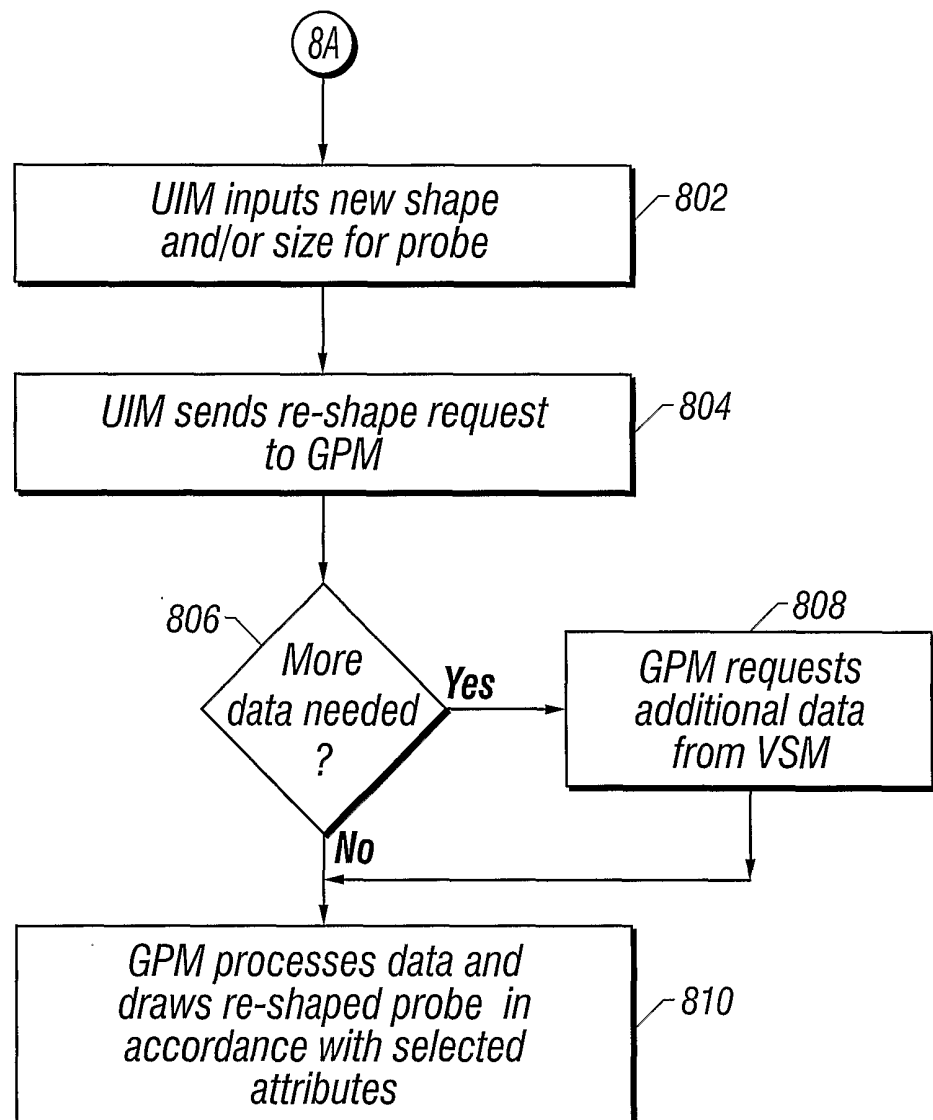 8A
UIM inputs new shape
and/or size for probe
802
UIM sends re-shape request
to GPM
804
806
More
data needed
?
Yes
808
GPM requests
additional data
from VSM
No
GPM processes data and
draws re-shaped probe in
accordance with selected
attributes
810